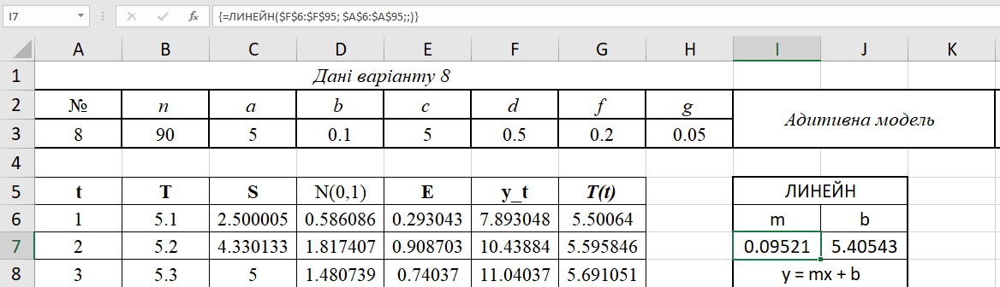 I7 fx {=ЛИНЕЙН($F$6:$F$95; $A$6:$A$95;;)}
A B C D E F G H I J K
1 Дані варіанту 8
2 № n a b c d f g Адитивна модель
3 8 90 5 0.1 5 0.5 0.2 0.05
4
5 t T S N(0,1) E y_t T(t) ЛИНЕЙН
6 1 5.1 2.500005 0.586086 0.293043 7.893048 5.50064 m b
7 2 5.2 4.330133 1.817407 0.908703 10.43884 5.595846 0.09521 5.40543
8 3 5.3 5 1.480739 0.74037 11.04037 5.691051 y = mx + b